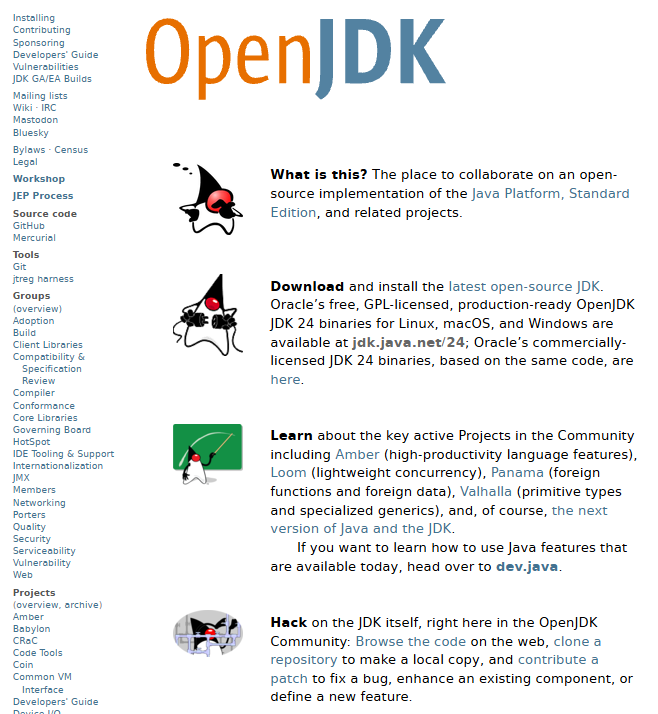 Installing
Contributing
Sponsoring
Developers' Guide
Vulnerabilities
JDK GA/EA Builds
Mailing lists
Wiki · IRC
Mastodon
Bluesky
Bylaws · Census
Legal
Workshop
JEP Process
Source code
GitHub
Mercurial
Tools
Git
jtreg harness
Groups
(overview)
Adoption
Build
Client Libraries
Compatibility &
Specification
Review
Compiler
Conformance
Core Libraries
Governing Board
HotSpot
IDE Tooling & Support
Internationalization
JMX
Members
Networking
Porters
Quality
Security
Serviceability
Vulnerability
Web
Projects
(overview, archive)
Amber
Babylon
CRaC
Code Tools
Coin
Common VM
Interface
Developers' Guide
Device I/O
OpenJDK
What is this? The place to collaborate on an open-
source implementation of the Java Platform, Standard
Edition, and related projects.
Download and install the latest open-source JDK.
Oracle’s free, GPL-licensed, production-ready OpenJDK
JDK 24 binaries for Linux, macOS, and Windows are
available at jdk.java.net/24; Oracle’s commercially-
licensed JDK 24 binaries, based on the same code, are
here.
Learn about the key active Projects in the Community
including Amber (high-productivity language features),
Loom (lightweight concurrency), Panama (foreign
functions and foreign data), Valhalla (primitive types
and specialized generics), and, of course, the next
version of Java and the JDK.
If you want to learn how to use Java features that
are available today, head over to dev.java.
Hack on the JDK itself, right here in the OpenJDK
Community: Browse the code on the web, clone a
repository to make a local copy, and contribute a
patch to fix a bug, enhance an existing component, or
define a new feature.